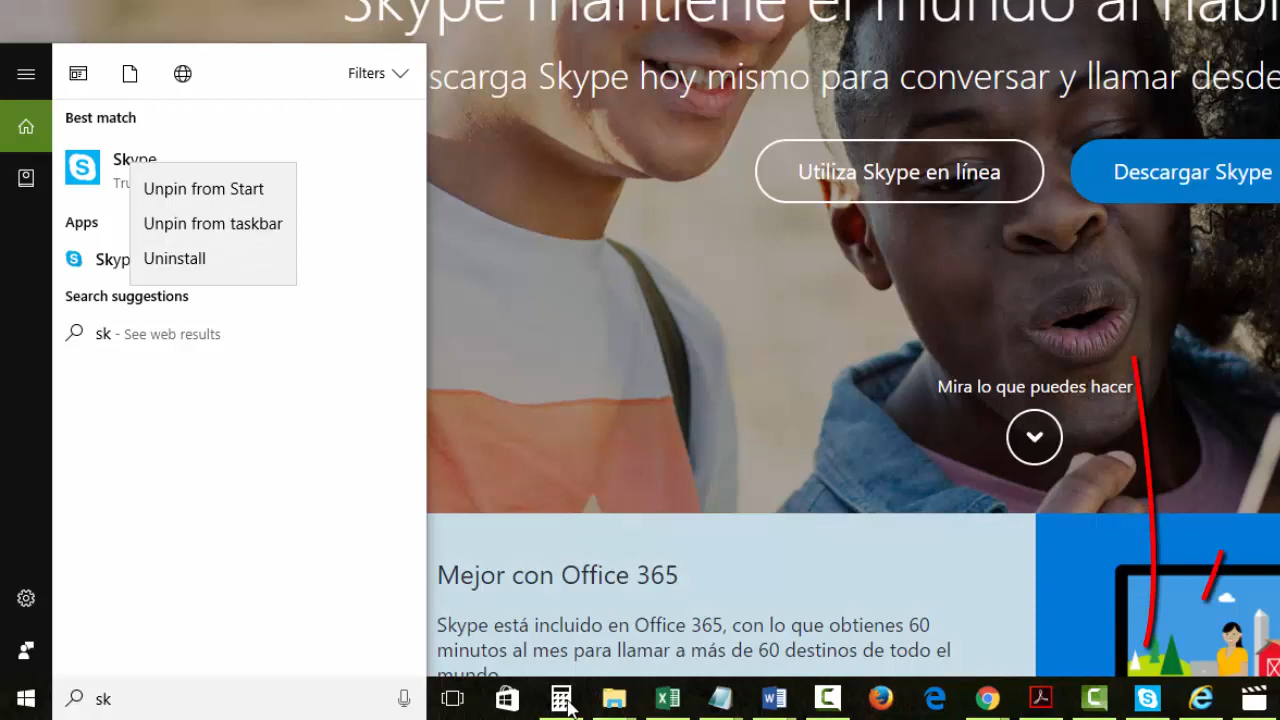 Skype mantiene el mundo al habl
scarga Skype hoy mismo para conversar y llamar desde
Utiliza Skype en línea
Descargar Skype
Mira lo que puedes hacer
Mejor con Office 365
Skype está incluido en Office 365, con lo que obtienes 60
minutos al mes para llamar a más de 60 destinos de todo el
mundo.
Filters
Best match
Skype
Tru
Unpin from Start
Unpin from taskbar
Uninstall
Apps
Skyp
Search suggestions
sk - See web results
sk